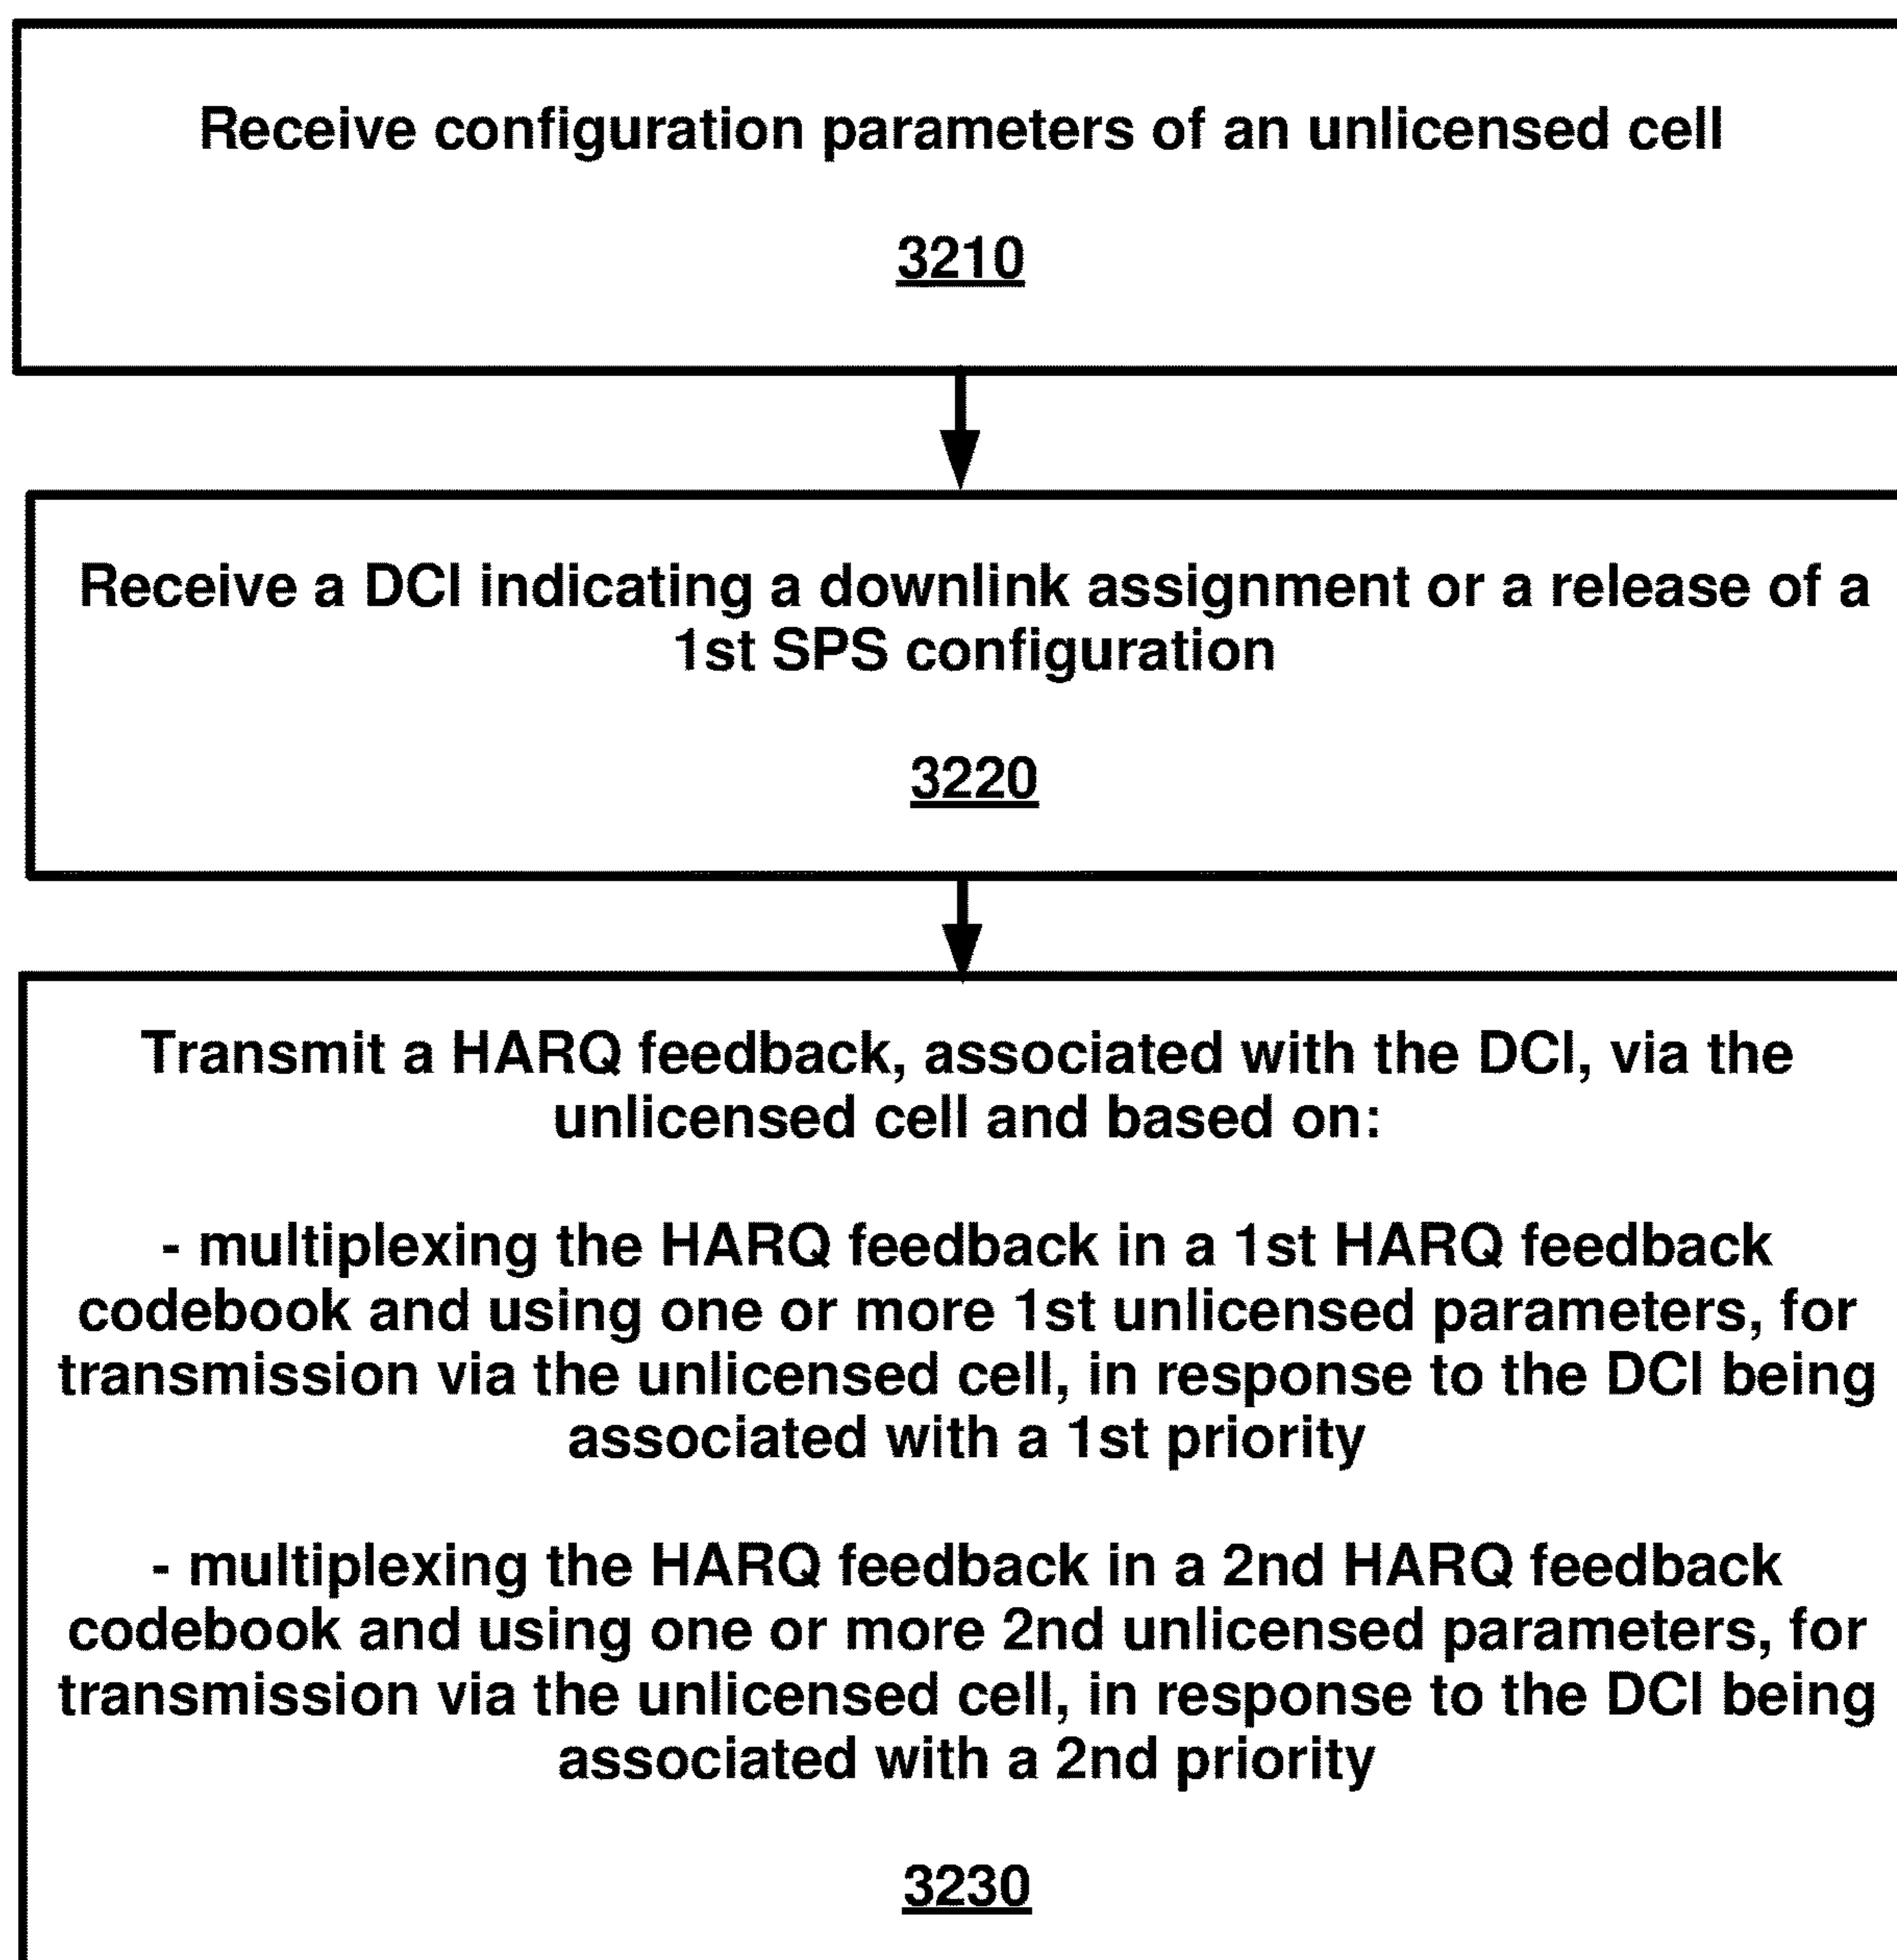 Receive configuration parameters of an unlicensed cell
3210
Receive a DCI indicating a downlink assignment or a release of a
1st SPS configuration
3220
Transmit a HARQ feedback, associated with the DCI, via the
unlicensed cell and based on:
- multiplexing the HARQ feedback in a 1st HARQ feedback
codebook and using one or more 1st unlicensed parameters, for
transmission via the unlicensed cell, in response to the DCI being
associated with a 1st priority
- multiplexing the HARQ feedback in a 2nd HARQ feedback
codebook and using one or more 2nd unlicensed parameters, for
transmission via the unlicensed cell, in response to the DCI being
associated with a 2nd priority
3230